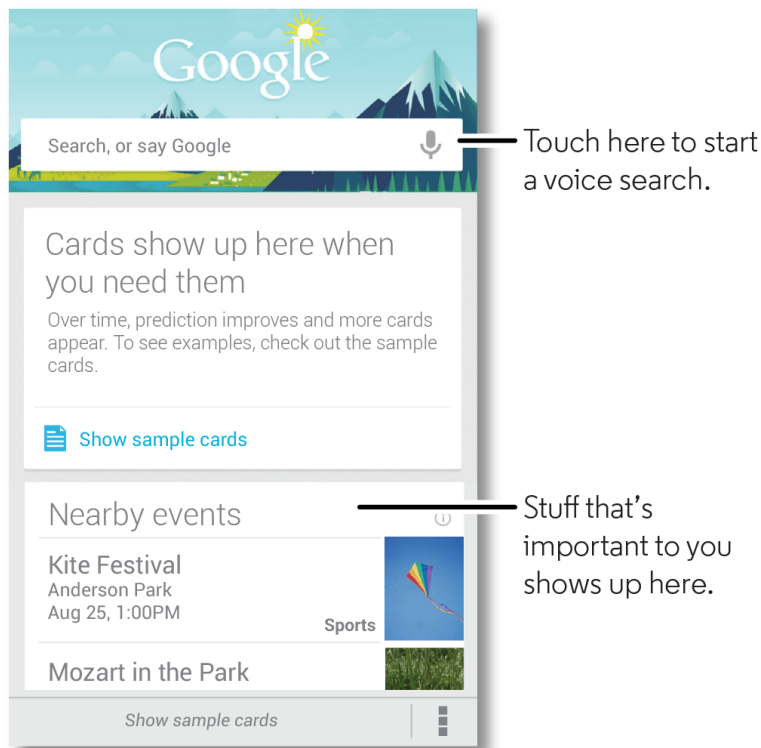 Google
Search, or say Google
Touch here to start
a voice search.
Cards show up here when
you need them
Over time, prediction improves and more cards
appear. To see examples, check out the sample
cards.
Show sample cards
Nearby events
Stuff that's
important to you
shows up here.
Kite Festival
Anderson Park
Aug 25, 1:00PM
Sports
Mozart in the Park
Show sample cards